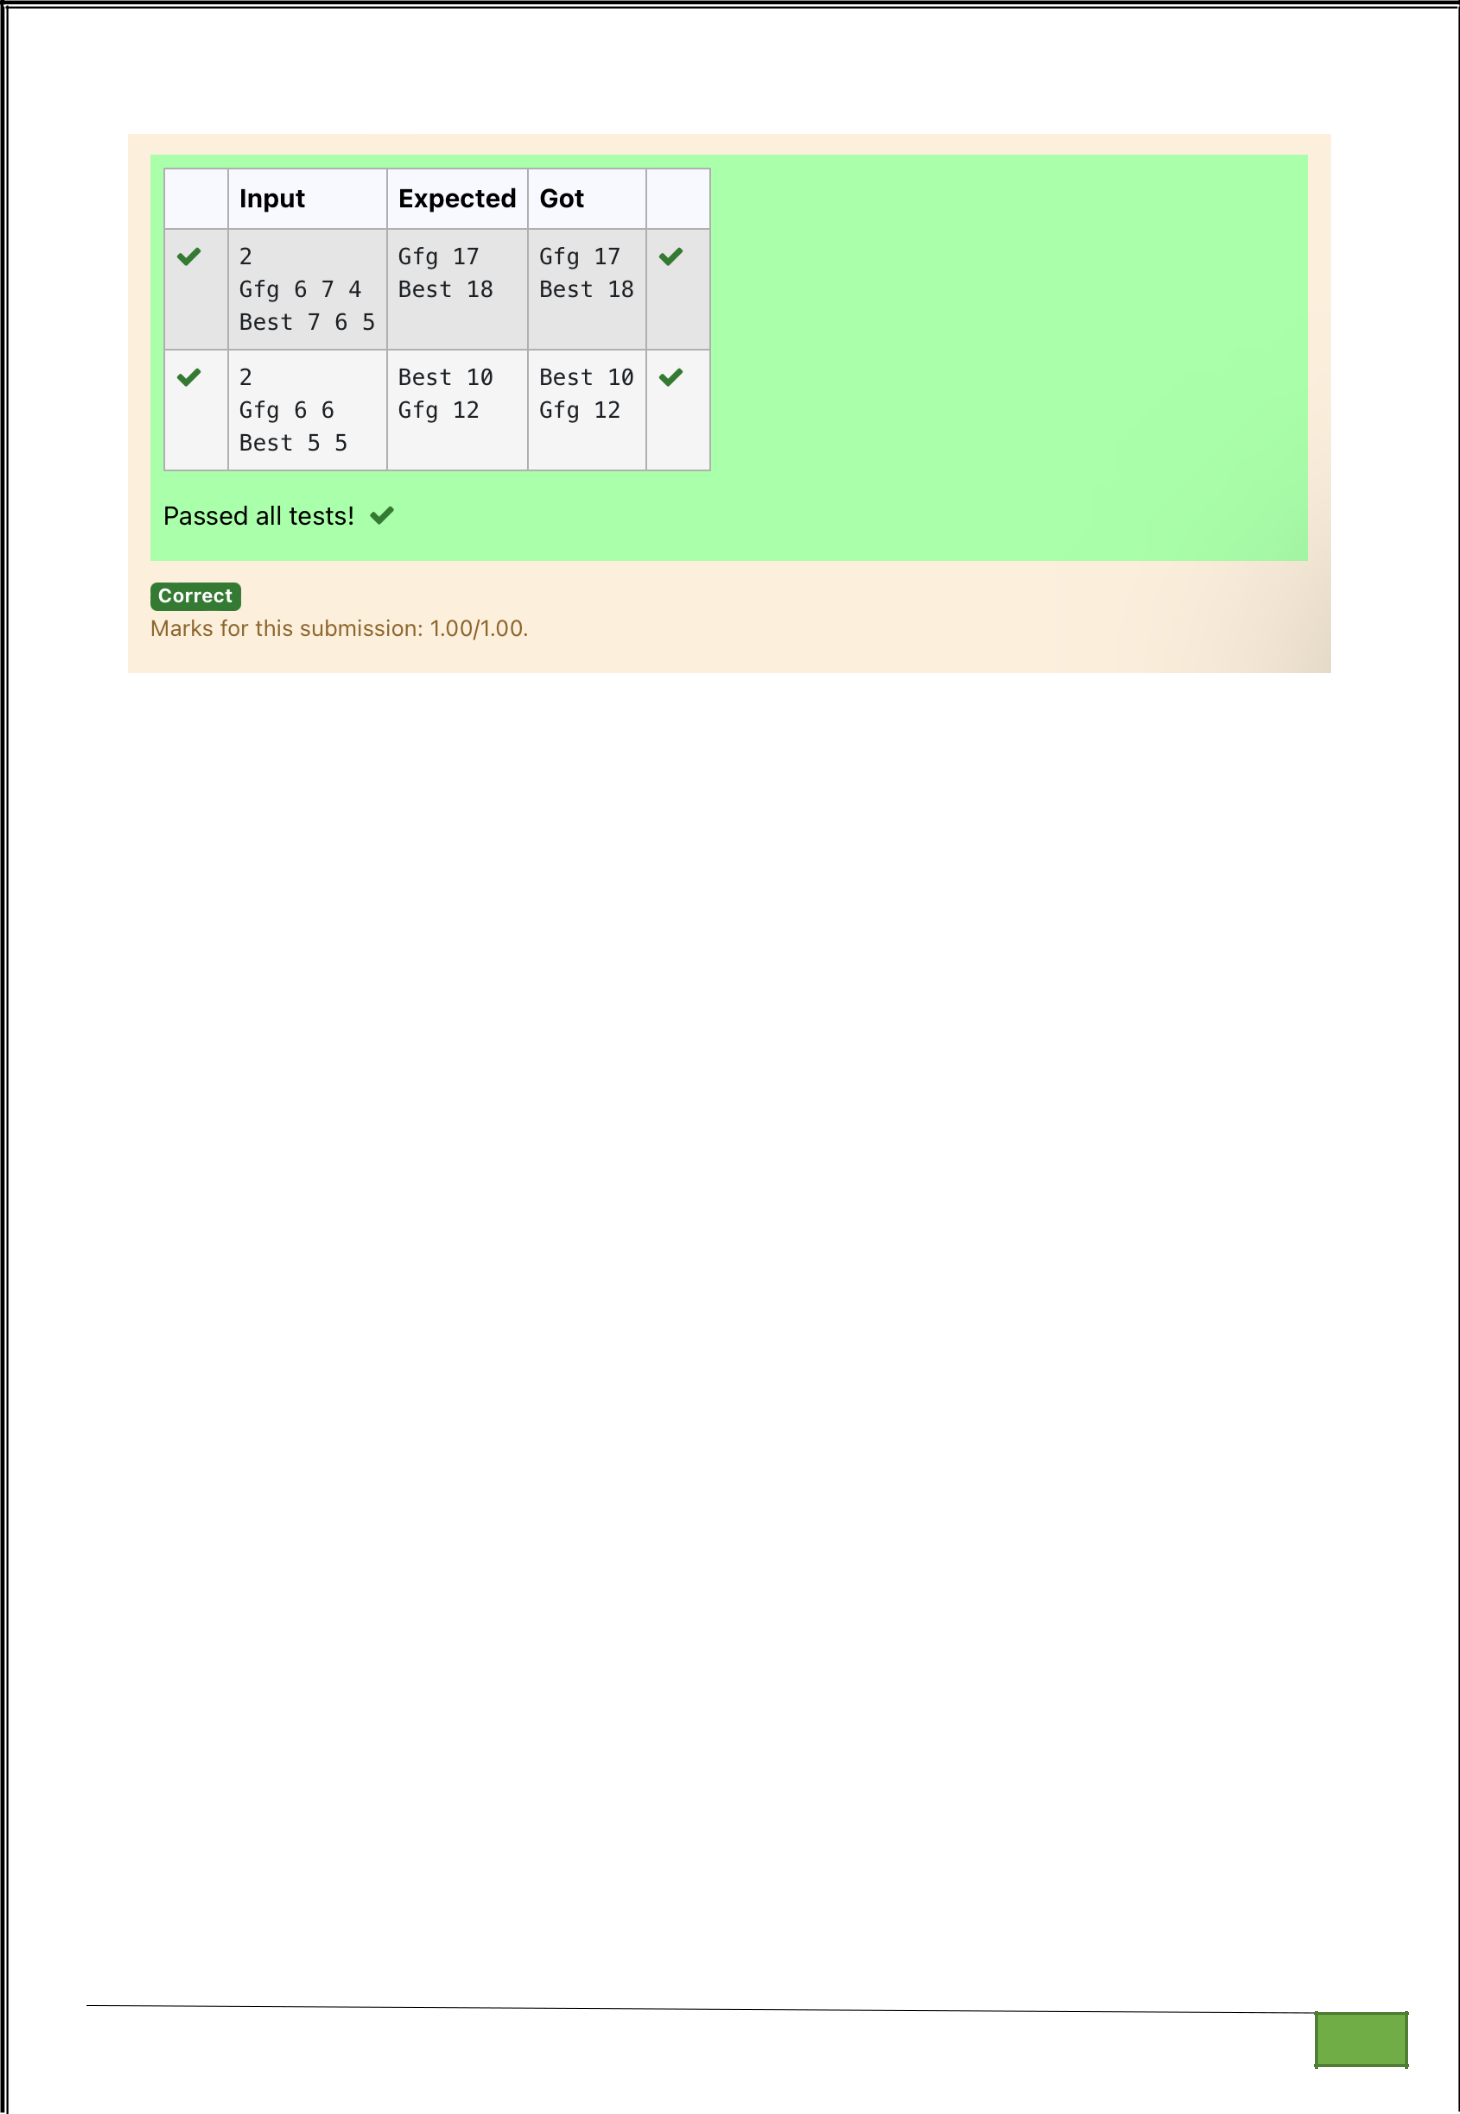 Input Expected Got
2 Gfg 17 Gfg 17
Gfg 6 7 4 Best 18 Best 18
Best 7 6 5
2 Best 10 Best 10
Gfg 6 6 Gfg 12 Gfg 12
Best 5 5
Passed all tests!
Correct
Marks for this submission: 1.00/1.00.